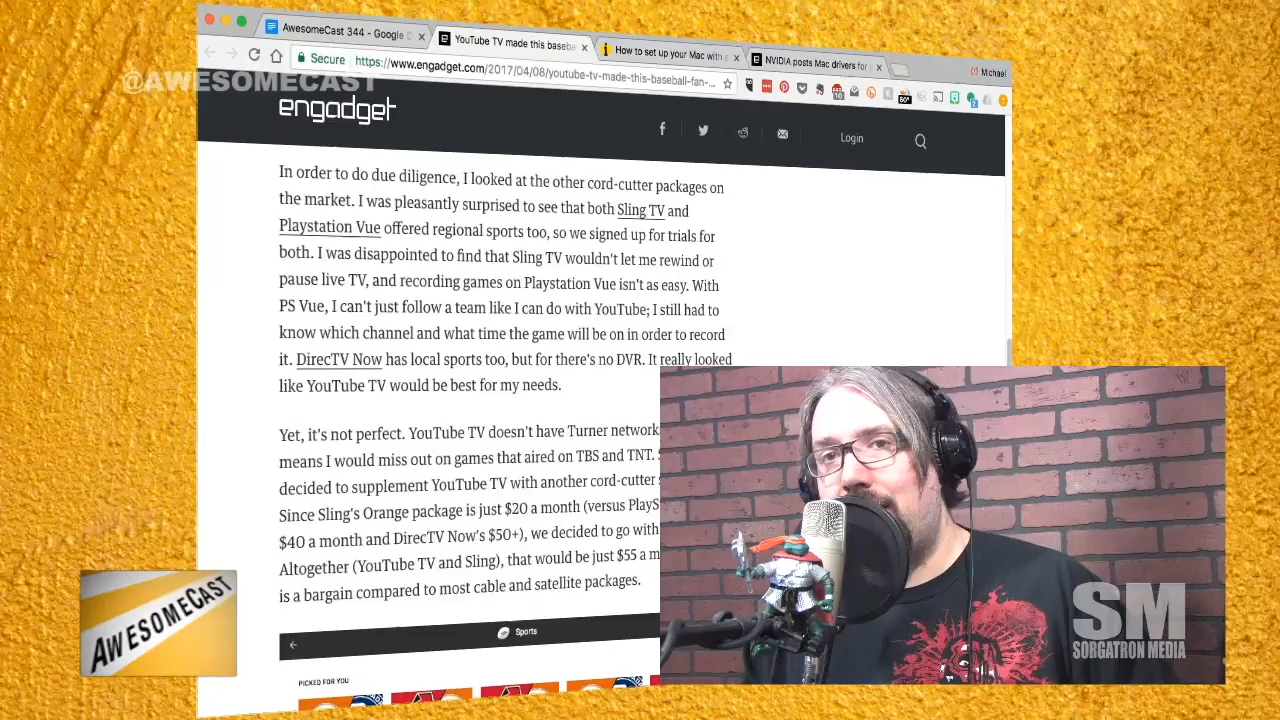 AwesomeCast 344 - Google D
YouTube TV made this baseba
How to set up your Mac with
NVIDIA posts Mac drivers for
Michael
Secure
https://www.engadget.com/2017/04/08/youtube-tv-made-this-baseball-fan-...
@AWESOMECAST
engadget
Login
In order to do due diligence, I looked at the other cord-cutter packages on
the market. I was pleasantly surprised to see that both Sling TV and
Playstation Vue offered regional sports too, so we signed up for trials for
both. I was disappointed to find that Sling TV wouldn't let me rewind or
pause live TV, and recording games on Playstation Vue isn't as easy. With
PS Vue, I can't just follow a team like I can do with YouTube; I still had to
know which channel and what time the game will be on in order to record
it. DirecTV Now has local sports too, but for there's no DVR. It really looked
like YouTube TV would be best for my needs.
Yet, it's not perfect. YouTube TV doesn't have Turner network
means I would miss out on games that aired on TBS and TNT.
decided to supplement YouTube TV with another cord-cutter
Since Sling's Orange package is just $20 a month (versus PlayS
$40 a month and DirecTV Now's $50+), we decided to go with
Altogether (YouTube TV and Sling), that would be just $55 a m
is a bargain compared to most cable and satellite packages.
Sports
PICKED FOR YOU
AWESOMECAST
SM
SORGATRON MEDIA